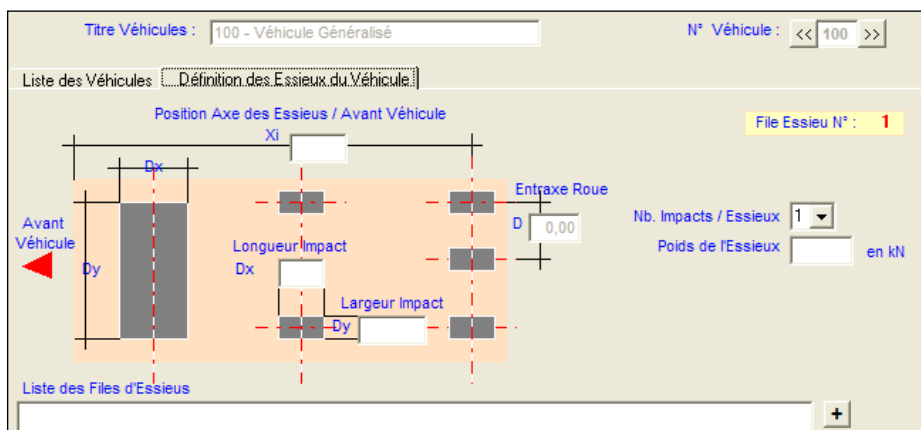 Titre Véhicules : 100 - Véhicule Généralisé N° Véhicule : << 100 >>
Liste des Véhicules Définition des Essieux du Véhicule
Position Axe des Essieus / Avant Véhicule
File Essieu N° : 1
Xi
Dx
Entraxe Roue
Avant
Véhicule
D 0,00
Nb. Impacts / Essieux 1
Longueur Impact
Poids de l'Essieux en kN
Dy
Dx
Largeur Impact
Dy
Liste des Files d'Essieus
+